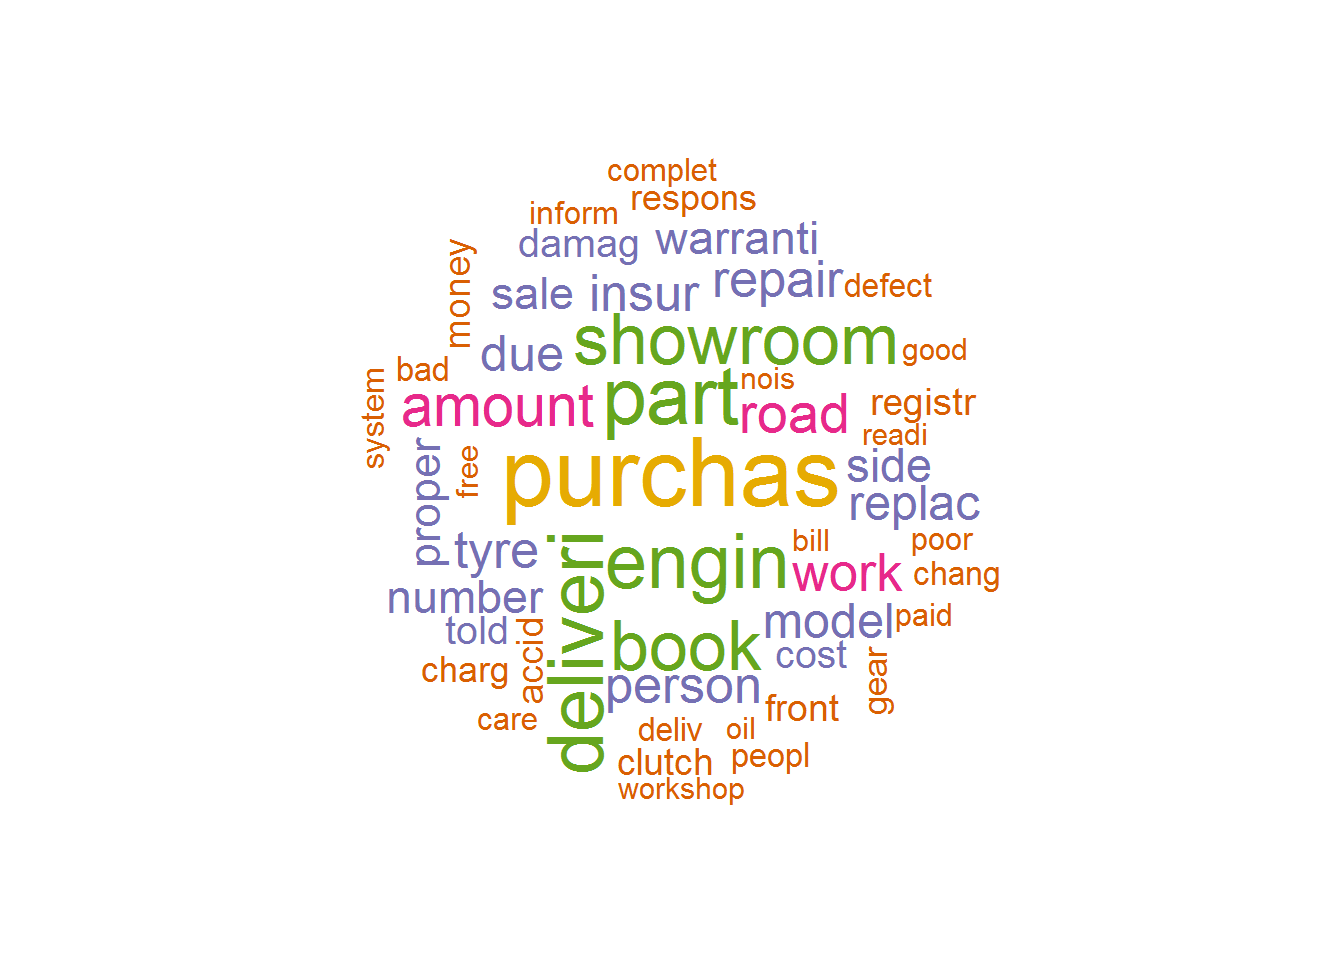 complet
respons
inform
damag
warranti
money
repair
defect
sale
insur
showroom
good
due
bad
nois
system
part
amount
road
registr
readi
proper
free
purchas
side
replac
tyre
engin
bill
poor
work
chang
number
deliveri
told
accid
book
model
paid
cost
charg
person
gear
care
front
deliv
oil
clutch
peopl
workshop